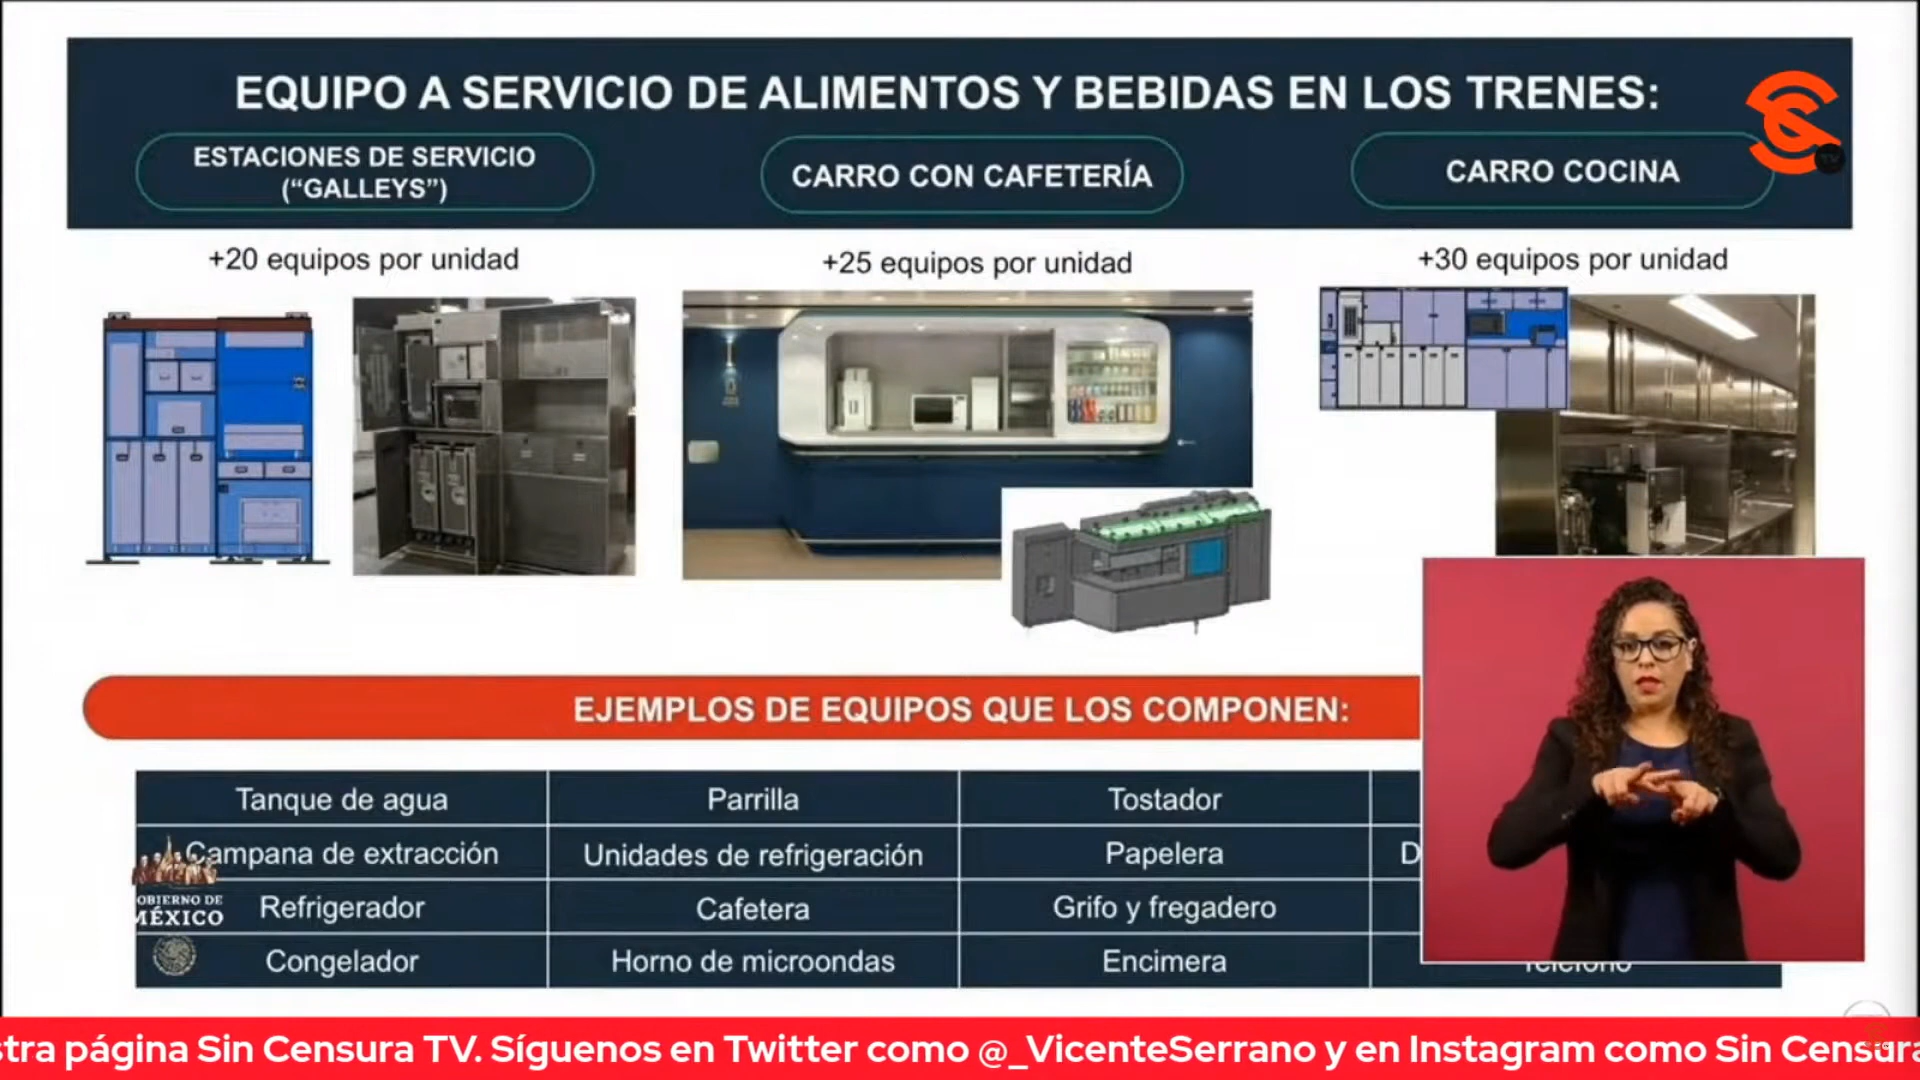 EQUIPO A SERVICIO DE ALIMENTOS Y BEBIDAS EN LOS TRENES:
ESTACIONES DE SERVICIO
(“GALLEYS”)
CARRO CON CAFETERÍA
CARRO COCINA
TV
+20 equipos por unidad
+25 equipos por unidad
+30 equipos por unidad
EJEMPLOS DE EQUIPOS QUE LOS COMPONEN:
Tanque de agua
Parrilla
Tostador
Campana de extracción
Unidades de refrigeración
Papelera
D
Refrigerador
Cafetera
Grifo y fregadero
Congelador
Horno de microondas
Encimera
Teléfono
GOBIERNO DE
MÉXICO
stra página Sin Censura TV. Síguenos en Twitter como @_VicenteSerrano y en Instagram como Sin Censura